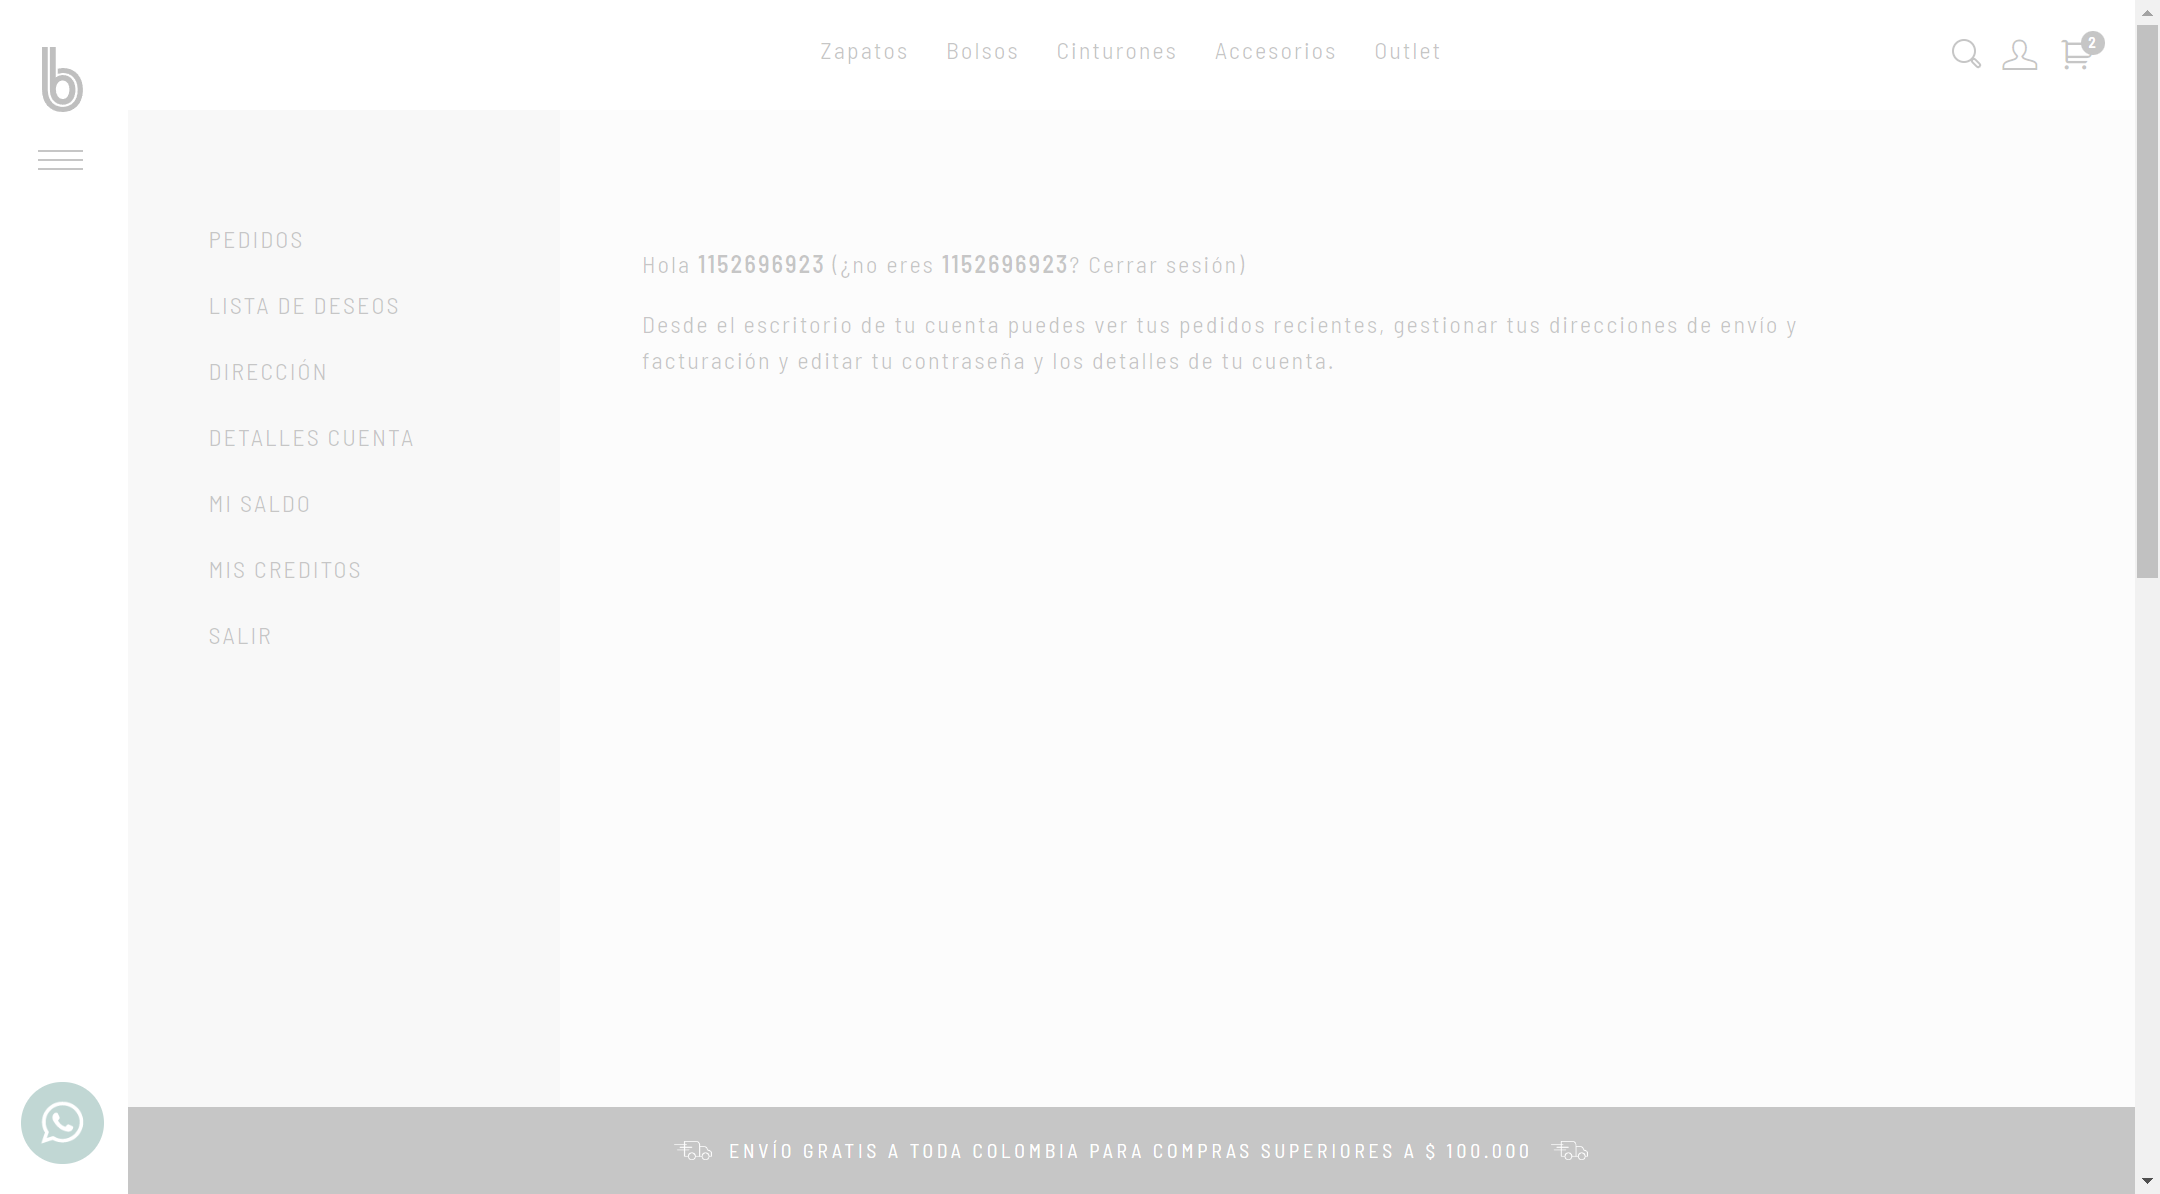 b
Zapatos Bolsos Cinturones Accesorios Outlet
2
PEDIDOS
LISTA DE DESEOS
DIRECCIÓN
DETALLES CUENTA
MI SALDO
MIS CREDITOS
SALIR
Hola 1152696923 (¿no eres 1152696923? Cerrar sesión)
Desde el escritorio de tu cuenta puedes ver tus pedidos recientes, gestionar tus direcciones de envío y
facturación y editar tu contraseña y los detalles de tu cuenta.
ENVÍO GRATIS A TODA COLOMBIA PARA COMPRAS SUPERIORES A $ 100.000